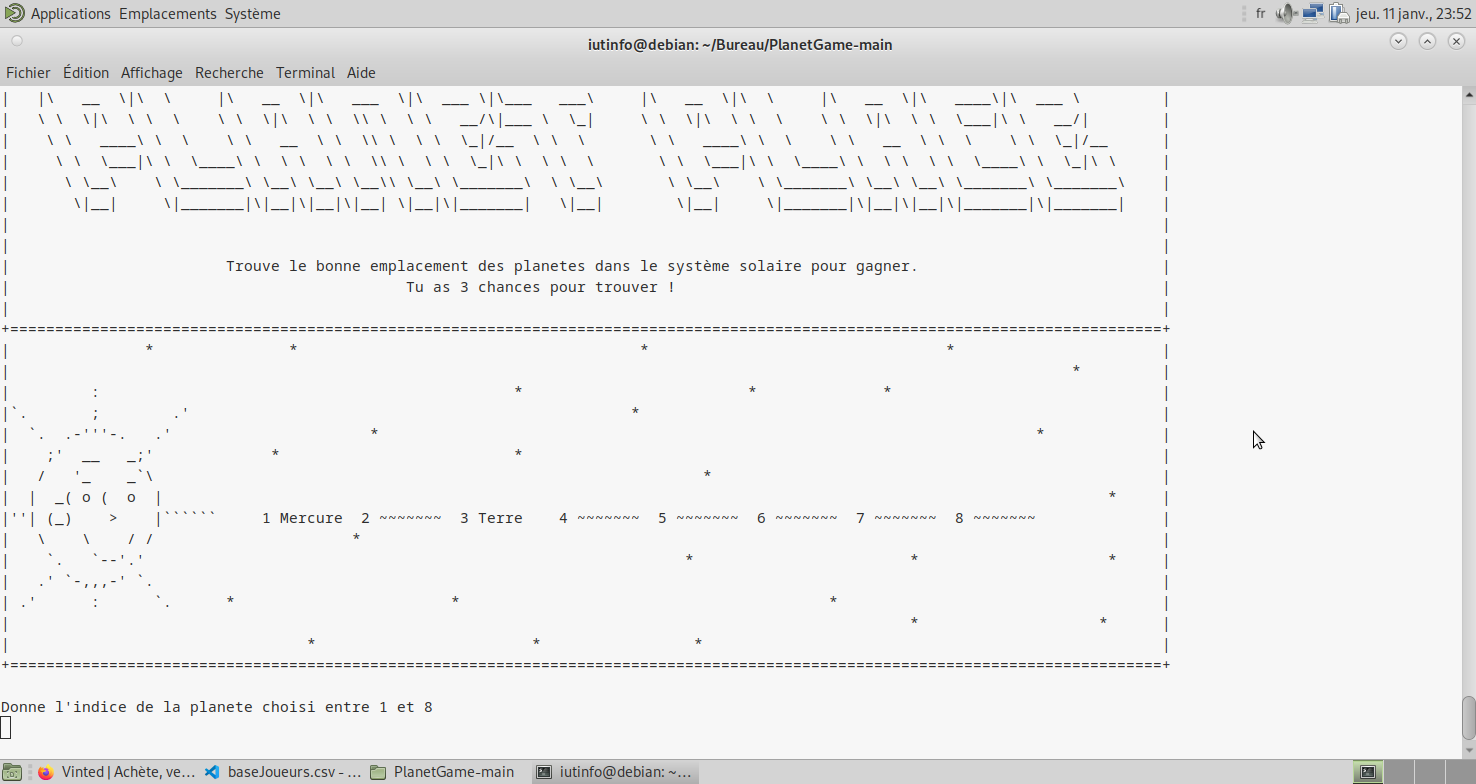 Applications Emplacements Système
fr jeu. 11 janv., 23:52
iutinfo@debian: ~/Bureau/PlanetGame-main
Fichier Édition Affichage Recherche Terminal Aide
Trouve le bonne emplacement des planetes dans le système solaire pour gagner.
Tu as 3 chances pour trouver !
1 Mercure 2 ~~~~~~~ 3 Terre 4 ~~~~~~~ 5 ~~~~~~~ 6 ~~~~~~~ 7 ~~~~~~~ 8 ~~~~~~~
Donne l'indice de la planete choisi entre 1 et 8
Vinted | Achète, ve... baseJoueurs.csv - ... PlanetGame-main iutinfo@debian: ~...